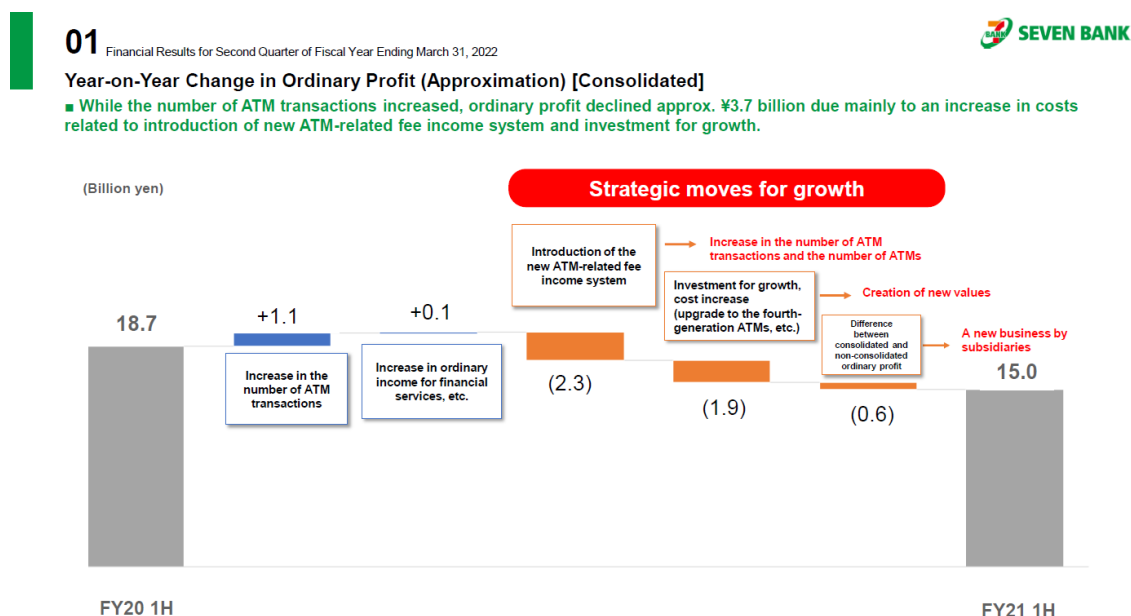 01 Financial Results for Second Quarter of Fiscal Year Ending March 31, 2022
7
BANK
SEVEN BANK
Year-on-Year Change in Ordinary Profit (Approximation) [Consolidated]
■ While the number of ATM transactions increased, ordinary profit declined approx. ¥3.7 billion due mainly to an increase in costs
related to introduction of new ATM-related fee income system and investment for growth.
(Billion yen)
Strategic moves for growth
Introduction of the
new ATM-related fee
income system
Increase in the number of ATM
transactions and the number of ATMs
Investment for growth,
cost increase
(upgrade to the fourth-
generation ATMs, etc.)
Creation of new values
Difference
between
consolidated and
non-consolidated
ordinary profit
A new business by
subsidiaries
18.7
+1.1
+0.1
(2.3)
(1.9)
(0.6)
15.0
Increase in the
number of ATM
transactions
Increase in ordinary
income for financial
services, etc.
FY20 1H
FY21 1H